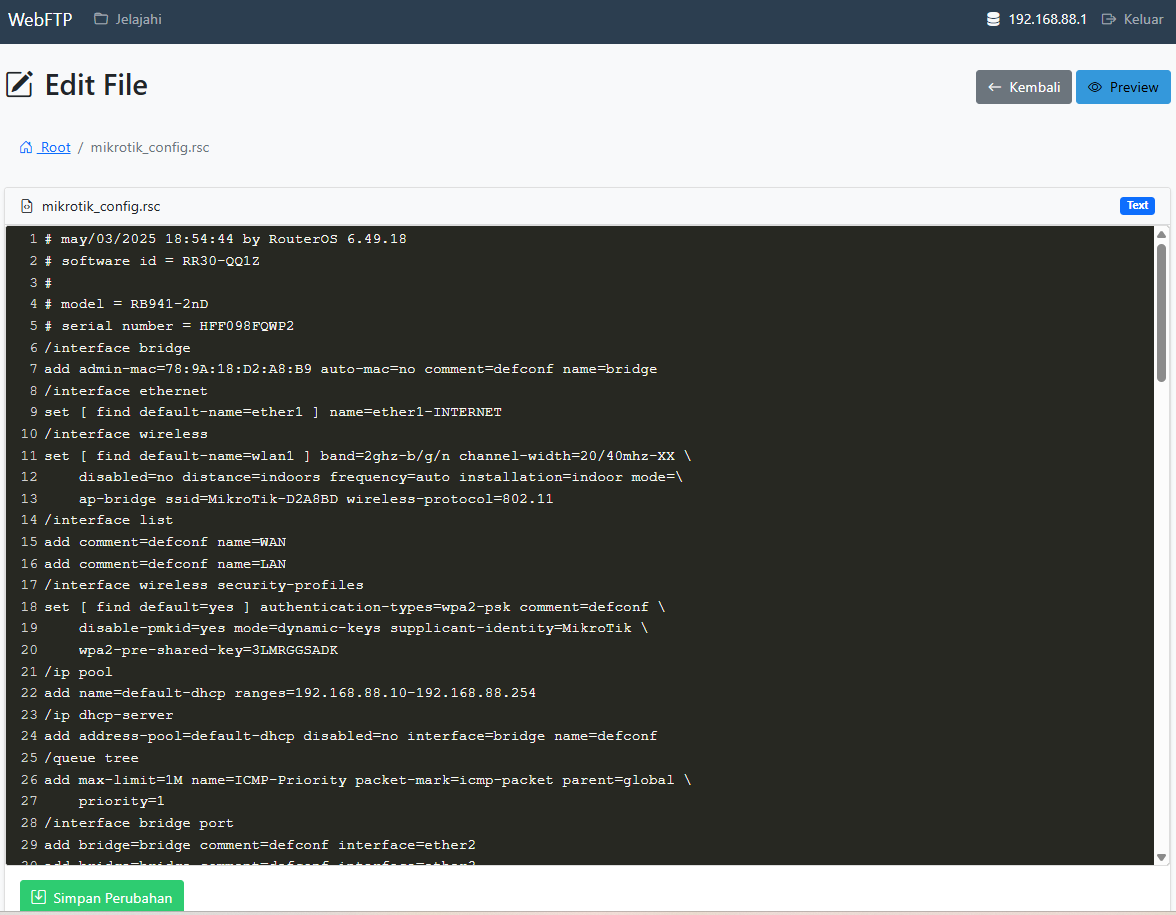 WebFTP Jelajahi 192.168.88.1 Keluar
Edit File
Kembali Preview
Root / mikrotik_config.rsc
mikrotik_config.rsc Text
1 # may/03/2025 18:54:44 by RouterOS 6.49.18
2 # software id = RR30-QQ1Z
3 #
4 # model = RB941-2nD
5 # serial number = HFF098FQWP2
6 /interface bridge
7 add admin-mac=78:9A:18:D2:A8:B9 auto-mac=no comment=defconf name=bridge
8 /interface ethernet
9 set [ find default-name=ether1 ] name=ether1-INTERNET
10 /interface wireless
11 set [ find default-name=wlan1 ] band=2ghz-b/g/n channel-width=20/40mhz-XX \
12     disabled=no distance=indoors frequency=auto installation=indoor mode=\
13     ap-bridge ssid=MikroTik-D2A8BD wireless-protocol=802.11
14 /interface list
15 add comment=defconf name=WAN
16 add comment=defconf name=LAN
17 /interface wireless security-profiles
18 set [ find default=yes ] authentication-types=wpa2-psk comment=defconf \
19     disable-pmkid=yes mode=dynamic-keys supplicant-identity=MikroTik \
20     wpa2-pre-shared-key=3LMRGGSADK
21 /ip pool
22 add name=default-dhcp ranges=192.168.88.10-192.168.88.254
23 /ip dhcp-server
24 add address-pool=default-dhcp disabled=no interface=bridge name=defconf
25 /queue tree
26 add max-limit=1M name=ICMP-Priority packet-mark=icmp-packet parent=global \
27     priority=1
28 /interface bridge port
29 add bridge=bridge comment=defconf interface=ether2
Simpan Perubahan